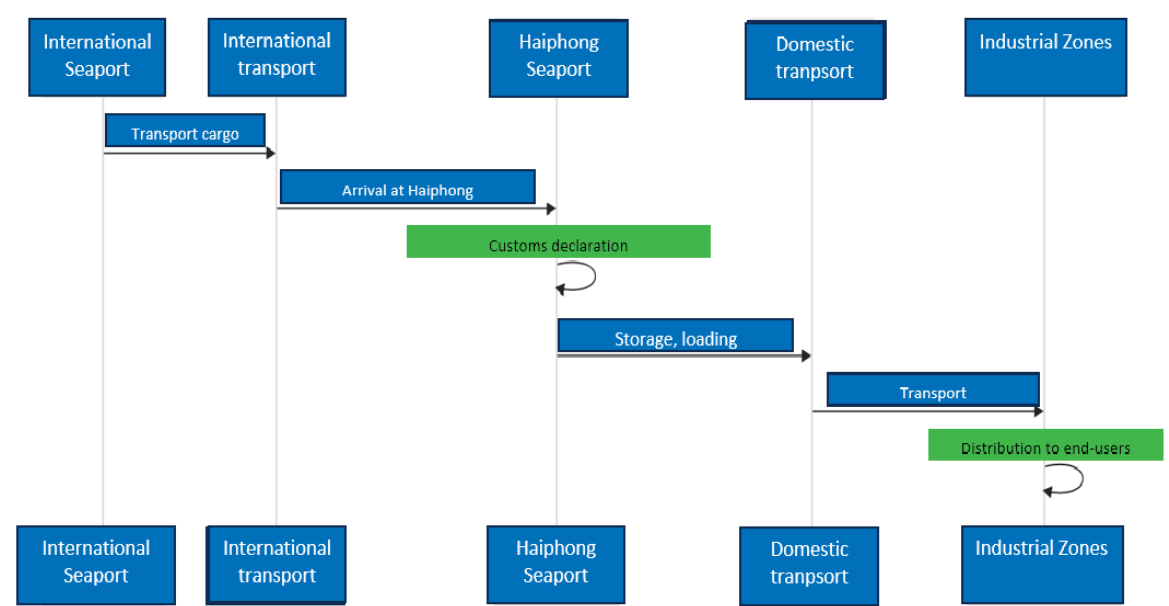 International
Seaport
International
transport
Haiphong
Seaport
Domestic
tranpsort
Industrial Zones
Transport cargo
Arrival at Haiphong
Customs declaration
Storage, loading
Transport
Distribution to end-users
International
Seaport
International
transport
Haiphong
Seaport
Domestic
tranpsort
Industrial Zones